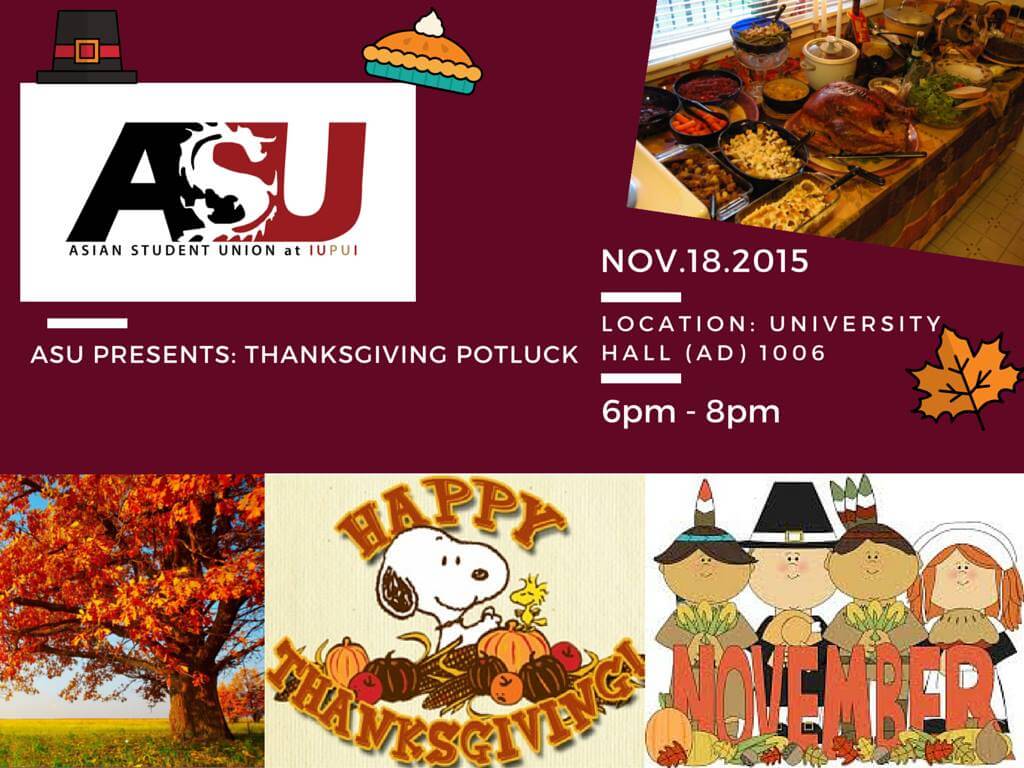 ASU
ASIAN STUDENT UNION at IUPUI
ASU PRESENTS: THANKSGIVING POTLUCK
NOV.18.2015
LOCATION: UNIVERSITY
HALL (AD) 1006
6pm - 8pm
HAPPY
THANKSGIVING!
NOVEMBER